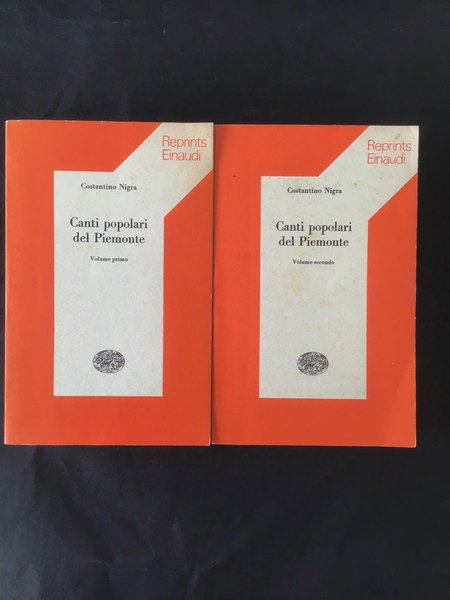 Reprints
Einaudi
Costantino Nigra
Canti popolari
del Piemonte
Volume primo
Reprints
Einaudi
Costantino Nigra
Canti popolari
del Piemonte
Volume secondo